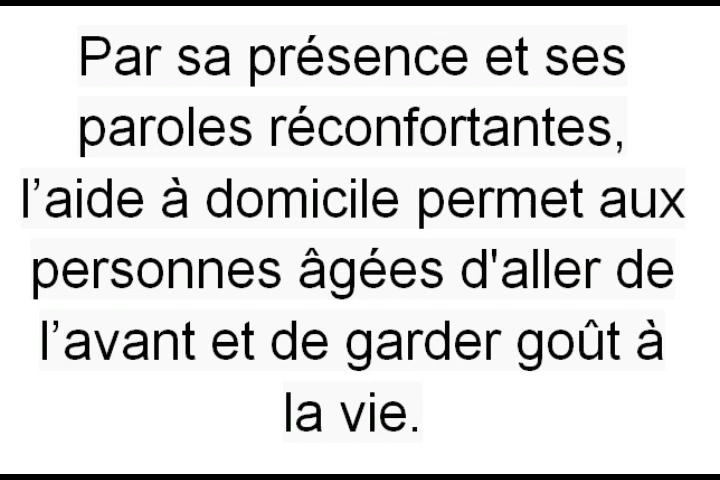 Par sa présence et ses
paroles réconfortantes,
l’aide à domicile permet aux
personnes âgées d'aller de
l’avant et de garder goût à
la vie.